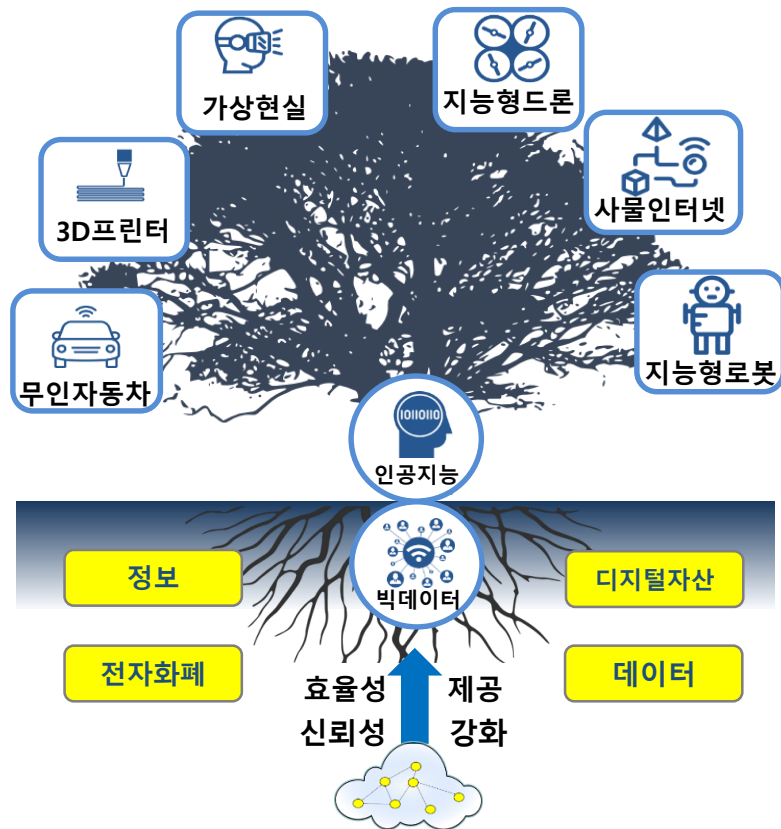 가상현실
지능형드론
3D프린터
사물인터넷
무인자동차
지능형로봇
10110110
인공지능
빅데이터
정보
디지털자산
전자화폐
데이터
효율성 제공
신뢰성 강화